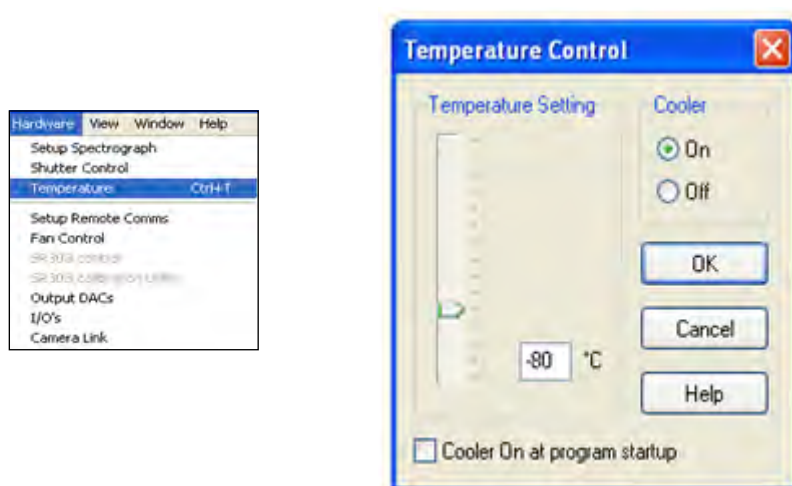 Hardware View Window Help
Setup Spectrograph
Shutter Control
Temperature Ctrl+T
Setup Remote Comms
Fan Control
Output DACs
I/O's
Camera Link
Temperature Control
Temperature Setting
Cooler
On
Off
OK
Cancel
-80 °C
Help
Cooler On at program startup